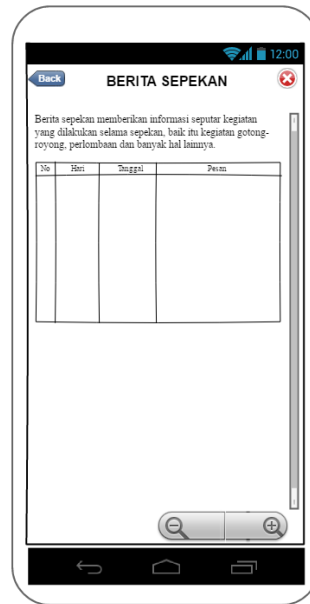 12:00
Back
BERITA SEPEKAN
Berita sepekan memberikan informasi seputar kegiatan
yang dilakukan selama sepekan, baik itu kegiatan gotong-
royong, perlombaan dan banyak hal lainnya.
No Hari Tanggal Pesan